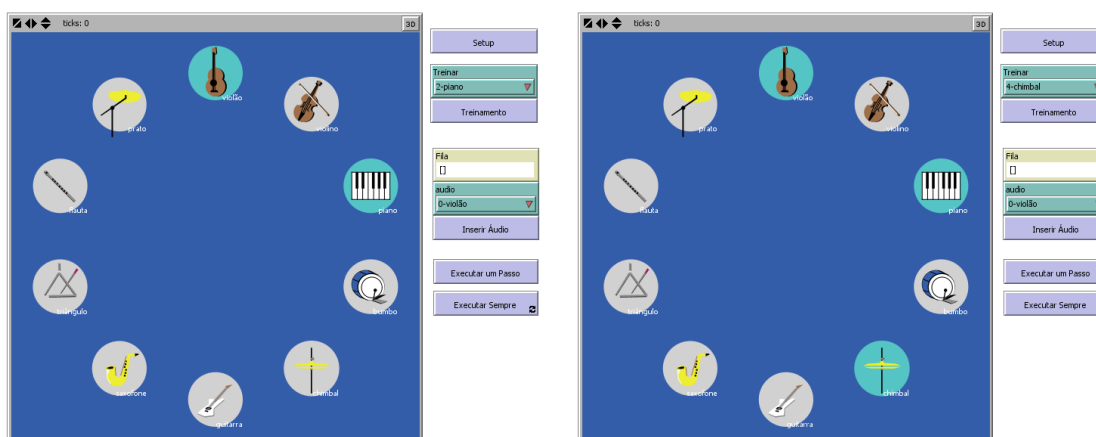 ticks: 0
3D
violão
prato
violino
flauta
piano
triângulo
bumbo
saxofone
chimbal
guitarra
Setup
Treinar
2-piano
Treinamento
Fila
[]
audio
0-violão
Inserir Áudio
Executar um Passo
Executar Sempre
ticks: 0
3D
violão
prato
violino
flauta
piano
triângulo
bumbo
saxofone
chimbal
guitarra
Setup
Treinar
4-chimbal
Treinamento
Fila
[]
audio
0-violão
Inserir Áudio
Executar um Passo
Executar Sempre